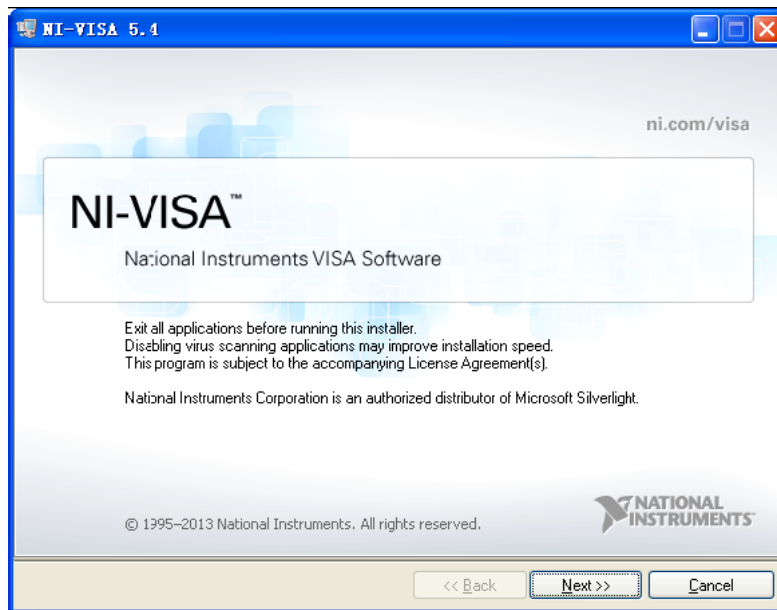 NI-VISA 5.4
ni.com/visa
NI-VISA™
National Instruments VISA Software
Exit all applications before running this installer.
Disabling virus scanning applications may improve installation speed.
This program is subject to the accompanying License Agreement(s).
National Instruments Corporation is an authorized distributor of Microsoft Silverlight.
© 1995–2013 National Instruments. All rights reserved.
NATIONAL
INSTRUMENTS™
<< Back
Next >>
Cancel